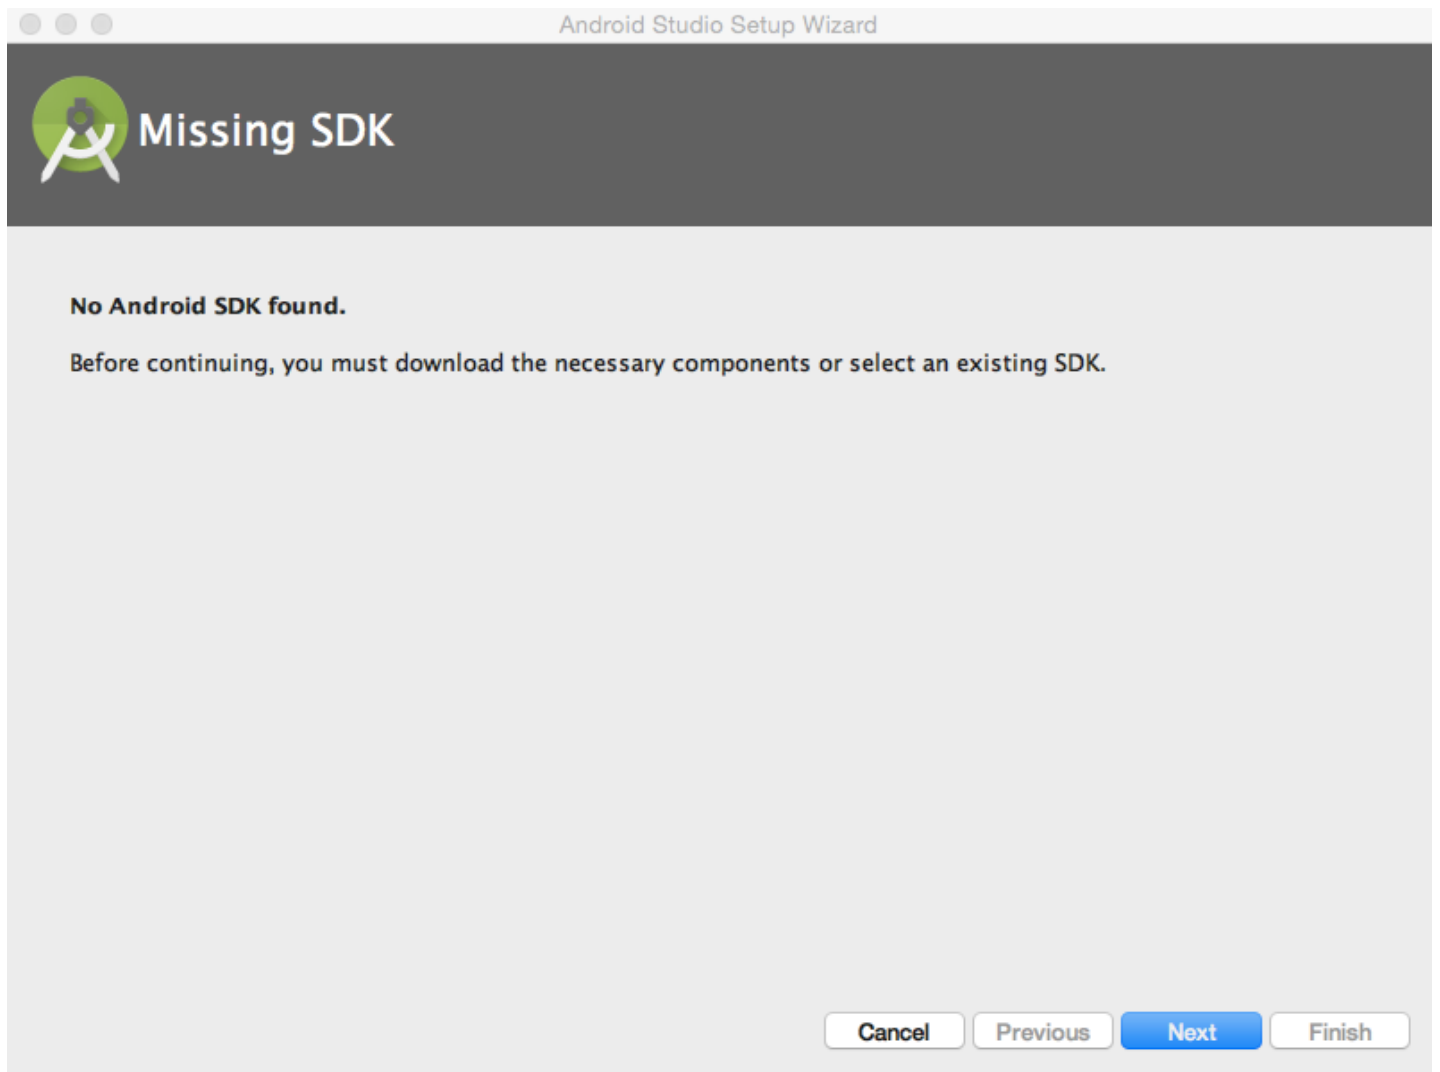 Android Studio Setup Wizard
Missing SDK
No Android SDK found.
Before continuing, you must download the necessary components or select an existing SDK.
Cancel Previous Next Finish